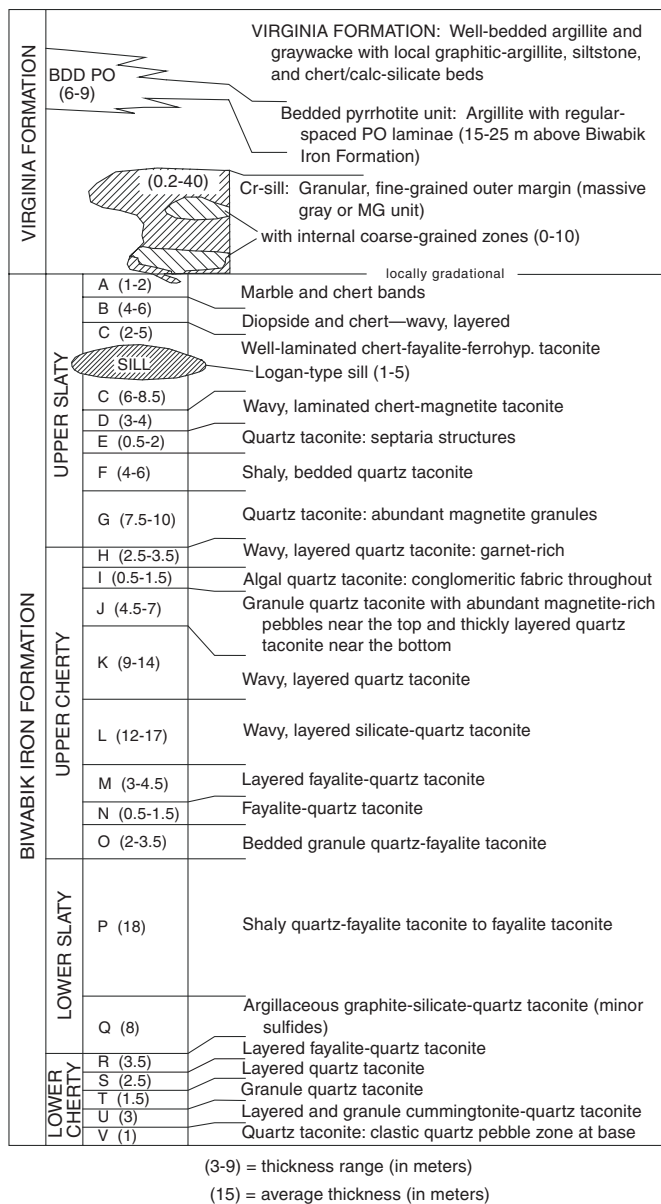 VIRGINIA FORMATION
BDD PO
(6-9)
VIRGINIA FORMATION: Well-bedded argillite and
graywacke with local graphitic-argillite, siltstone,
and chert/calc-silicate beds
Bedded pyrrhotite unit: Argillite with regular-
spaced PO laminae (15-25 m above Biwabik
Iron Formation)
(0.2-40)
Cr-sill: Granular, fine-grained outer margin (massive
gray or MG unit)
with internal coarse-grained zones (0-10)
locally gradational
BIWABIK IRON FORMATION
UPPER SLATY
A (1-2)
Marble and chert bands
B (4-6)
Diopside and chert—wavy, layered
C (2-5)
Well-laminated chert-fayalite-ferrohyp. taconite
SILL
Logan-type sill (1-5)
C (6-8.5)
Wavy, laminated chert-magnetite taconite
D (3-4)
Quartz taconite: septaria structures
E (0.5-2)
F (4-6)
Shaly, bedded quartz taconite
G (7.5-10)
Quartz taconite: abundant magnetite granules
UPPER CHERTY
H (2.5-3.5)
Wavy, layered quartz taconite: garnet-rich
I (0.5-1.5)
Algal quartz taconite: conglomeritic fabric throughout
J (4.5-7)
Granule quartz taconite with abundant magnetite-rich
pebbles near the top and thickly layered quartz
taconite near the bottom
K (9-14)
Wavy, layered quartz taconite
L (12-17)
Wavy, layered silicate-quartz taconite
M (3-4.5)
Layered fayalite-quartz taconite
N (0.5-1.5)
Fayalite-quartz taconite
O (2-3.5)
Bedded granule quartz-fayalite taconite
LOWER SLATY
P (18)
Shaly quartz-fayalite taconite to fayalite taconite
Q (8)
Argillaceous graphite-silicate-quartz taconite (minor
sulfides)
LOWER
CHERTY
R (3.5)
Layered fayalite-quartz taconite
S (2.5)
Layered quartz taconite
T (1.5)
Granule quartz taconite
U (3)
Layered and granule cummingtonite-quartz taconite
V (1)
Quartz taconite: clastic quartz pebble zone at base
(3-9) = thickness range (in meters)
(15) = average thickness (in meters)